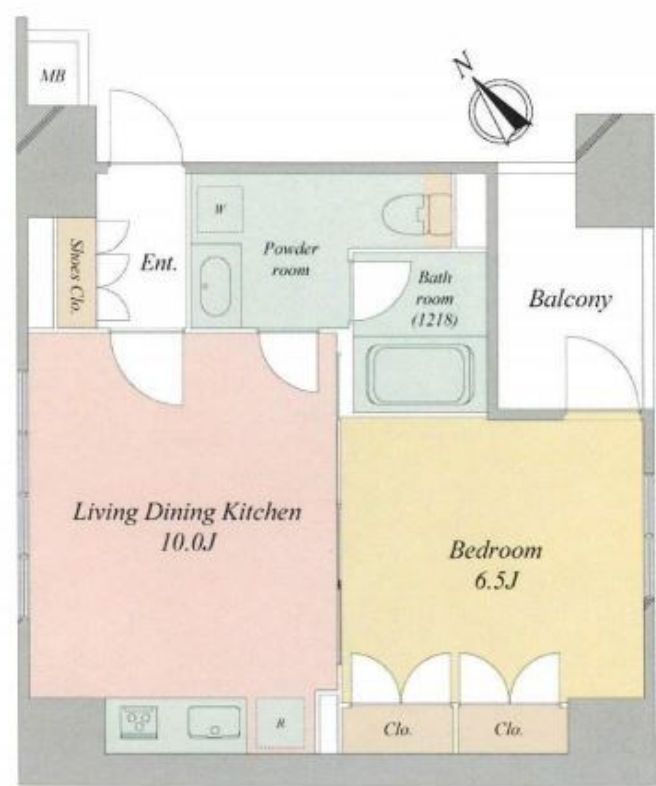 MB
N
W
Shoes Clo.
Ent.
Powder
room
Bath
room
(1218)
Balcony
Living Dining Kitchen
10.0J
Bedroom
6.5J
R
Clo.
Clo.